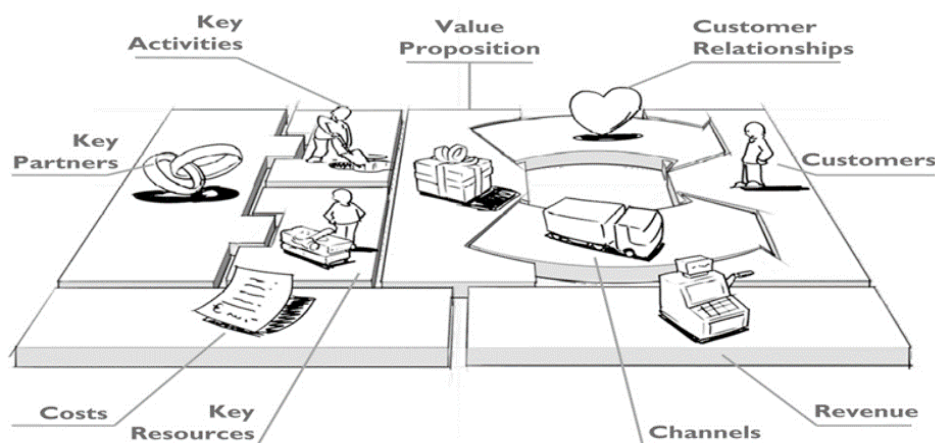 Key
Activities
Value
Proposition
Customer
Relationships
Key
Partners
Customers
Costs
Key
Resources
Channels
Revenue